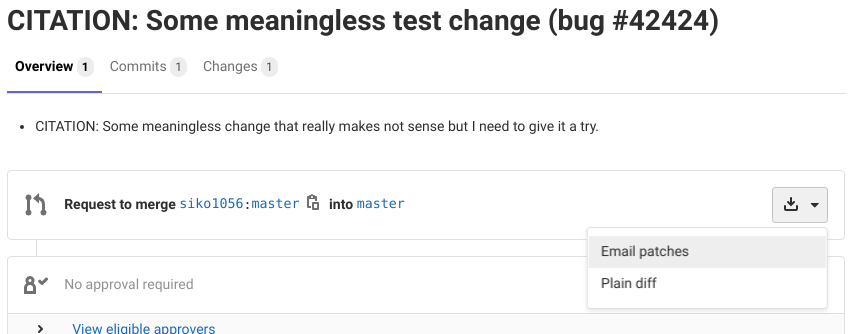 CITATION: Some meaningless test change (bug #42424)
Overview 1 Commits 1 Changes 1
CITATION: Some meaningless change that really makes not sense but I need to give it a try.
Request to merge siko1056:master into master
Email patches
Plain diff
No approval required
View eligible approvers